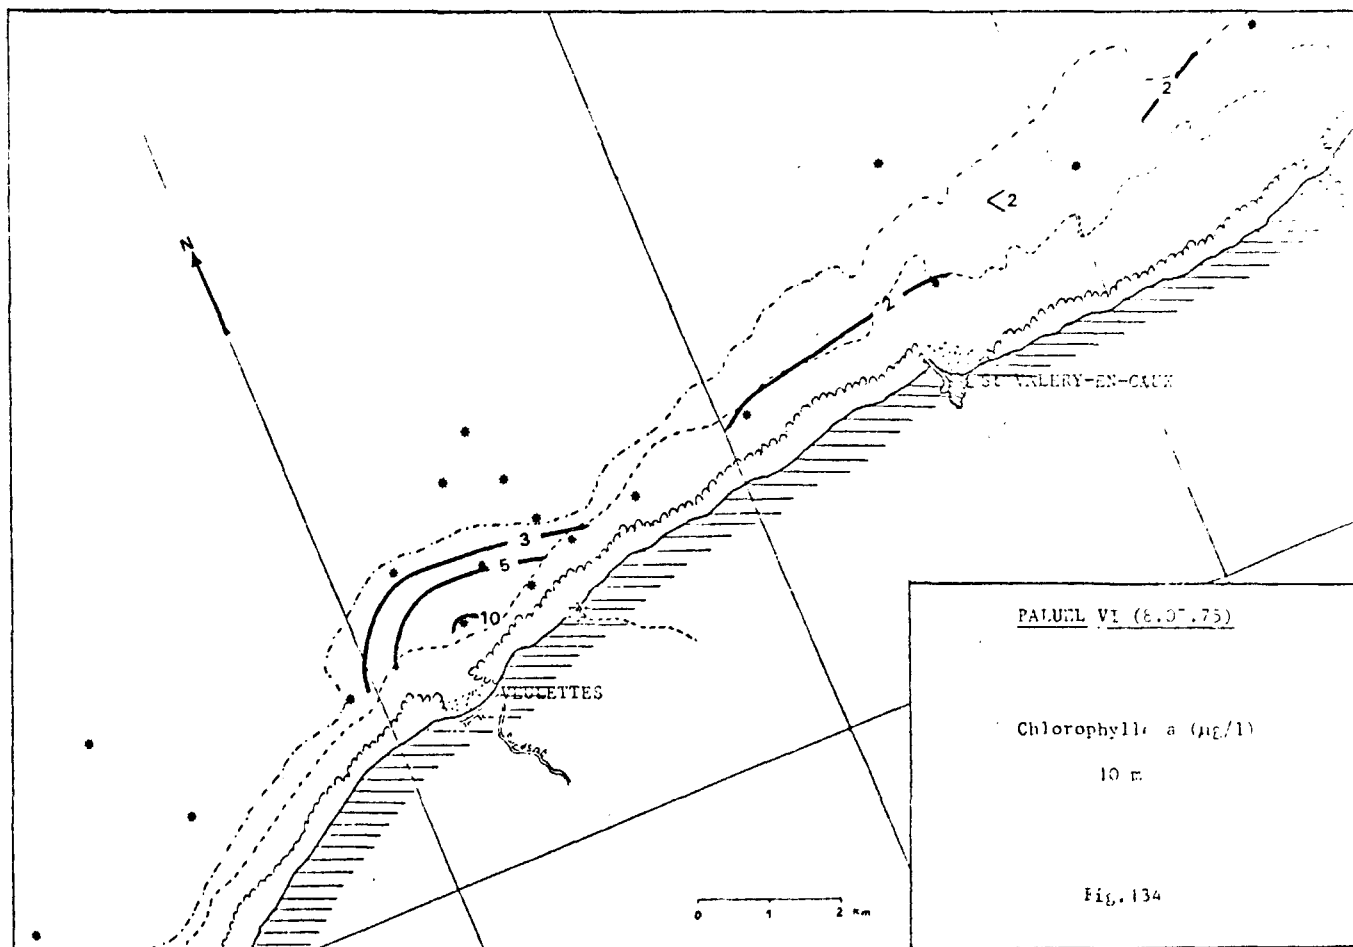 2
<2
N
2
ST VALERY-EN-CAUX
3
5
10
VEULETTES
PALUEL VI
Chlorophylle a (µg/l)
10 m
0 1 2 km
Fig. 134